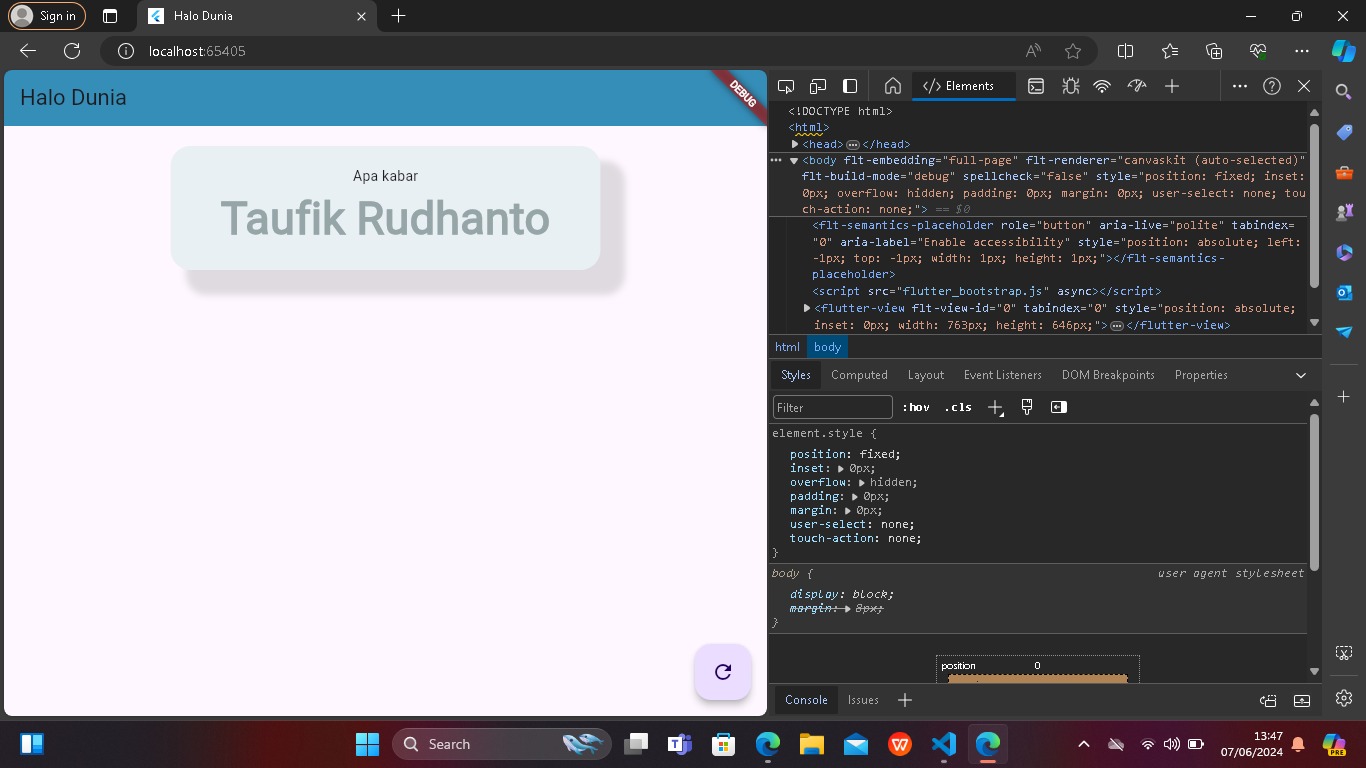 Sign in
Halo Dunia
localhost:65405
Halo Dunia
DEBUG
Apa kabar
Taufik Rudhanto
Elements
<!DOCTYPE html>
<html>
<head> </head>
<body flt-embedding="full-page" flt-renderer="canvaskit (auto-selected)"
flt-build-mode="debug" spellcheck="false" style="position: fixed; inset:
0px; overflow: hidden; padding: 0px; margin: 0px; user-select: none; tou
ch-action: none;"> == $0
<flt-semantics-placeholder role="button" aria-live="polite" tabindex=
"0" aria-label="Enable accessibility" style="position: absolute; left:
-1px; top: -1px; width: 1px; height: 1px;"></flt-semantics-
placeholder>
<script src="flutter_bootstrap.js" async></script>
<flutter-view flt-view-id="0" tabindex="0" style="position: absolute;
inset: 0px; width: 763px; height: 646px;"> </flutter-view>
html body
Styles Computed Layout Event Listeners DOM Breakpoints Properties
Filter :hov .cls
element.style {
position: fixed;
inset: 0px;
overflow: hidden;
padding: 0px;
margin: 0px;
user-select: none;
touch-action: none;
}
body { user agent stylesheet
display: block;
margin: 8px;
}
position 0
Console Issues
Search
13:47
07/06/2024
PRE